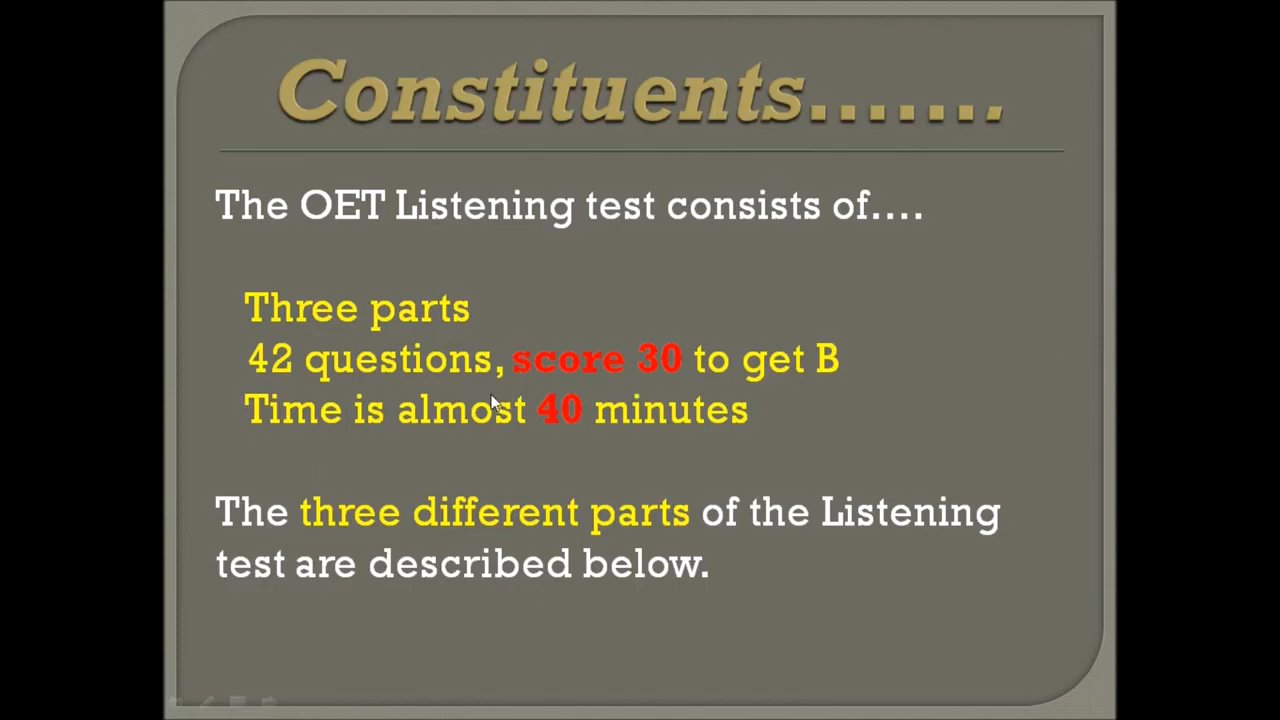 Constituents.......
The OET Listening test consists of....
Three parts
42 questions, score 30 to get B
Time is almost 40 minutes
The three different parts of the Listening
test are described below.